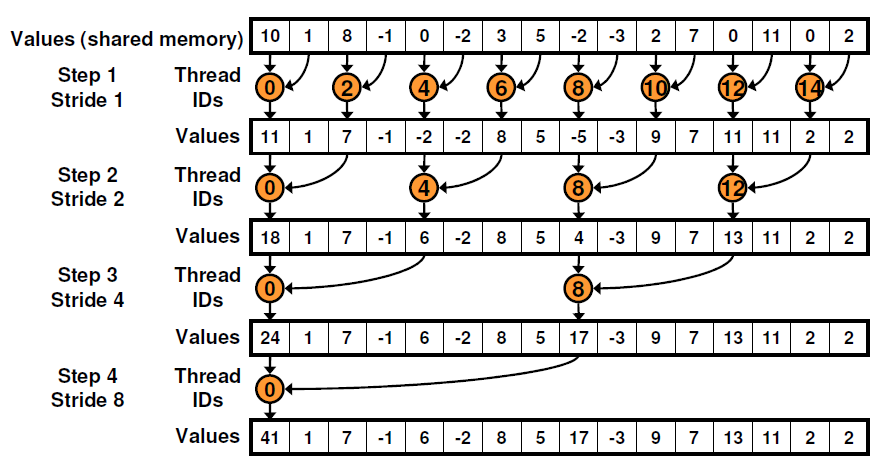 Values (shared memory) 10 1 8 -1 0 -2 3 5 -2 -3 2 7 0 11 0 2
Step 1 Thread 0 2 4 6 8 10 12 14
Stride 1 IDs
Values 11 1 7 -1 -2 -2 8 5 -5 -3 9 7 11 11 2 2
Step 2 Thread 0 4 8 12
Stride 2 IDs
Values 18 1 7 -1 6 -2 8 5 4 -3 9 7 13 11 2 2
Step 3 Thread 0 8
Stride 4 IDs
Values 24 1 7 -1 6 -2 8 5 17 -3 9 7 13 11 2 2
Step 4 Thread 0
Stride 8 IDs
Values 41 1 7 -1 6 -2 8 5 17 -3 9 7 13 11 2 2